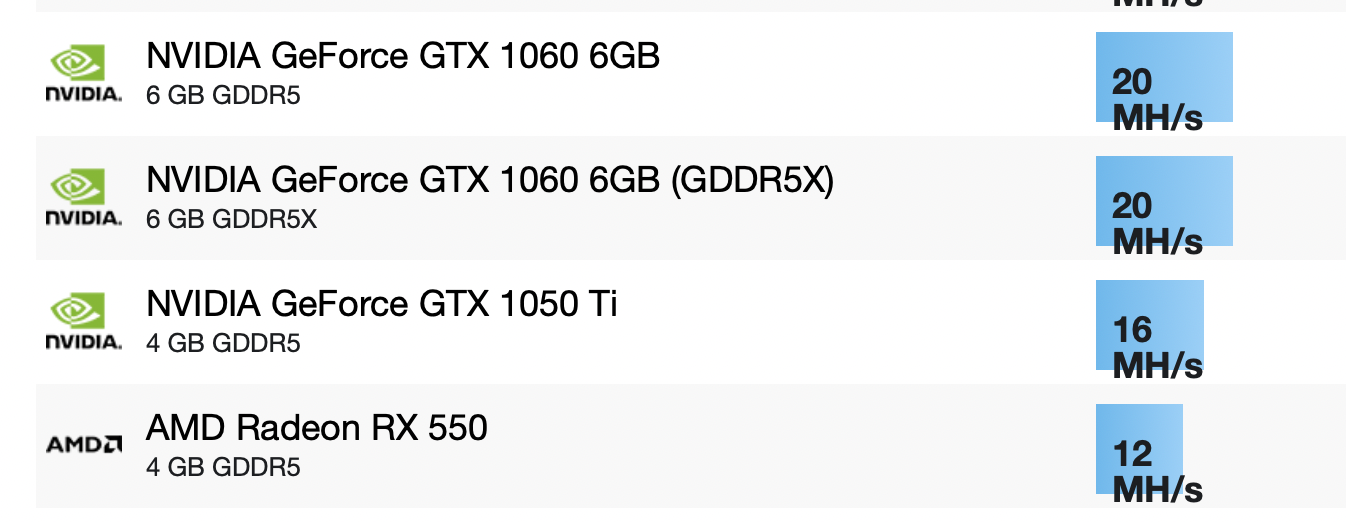 MH/s
NVIDIA GeForce GTX 1060 6GB
20
NVIDIA.
6 GB GDDR5
MH/s
NVIDIA GeForce GTX 1060 6GB (GDDR5X)
20
NVIDIA.
6 GB GDDR5X
MH/s
NVIDIA GeForce GTX 1050 Ti
16
NVIDIA.
4 GB GDDR5
MH/s
AMD Radeon RX 550
12
AMD
4 GB GDDR5
MH/s